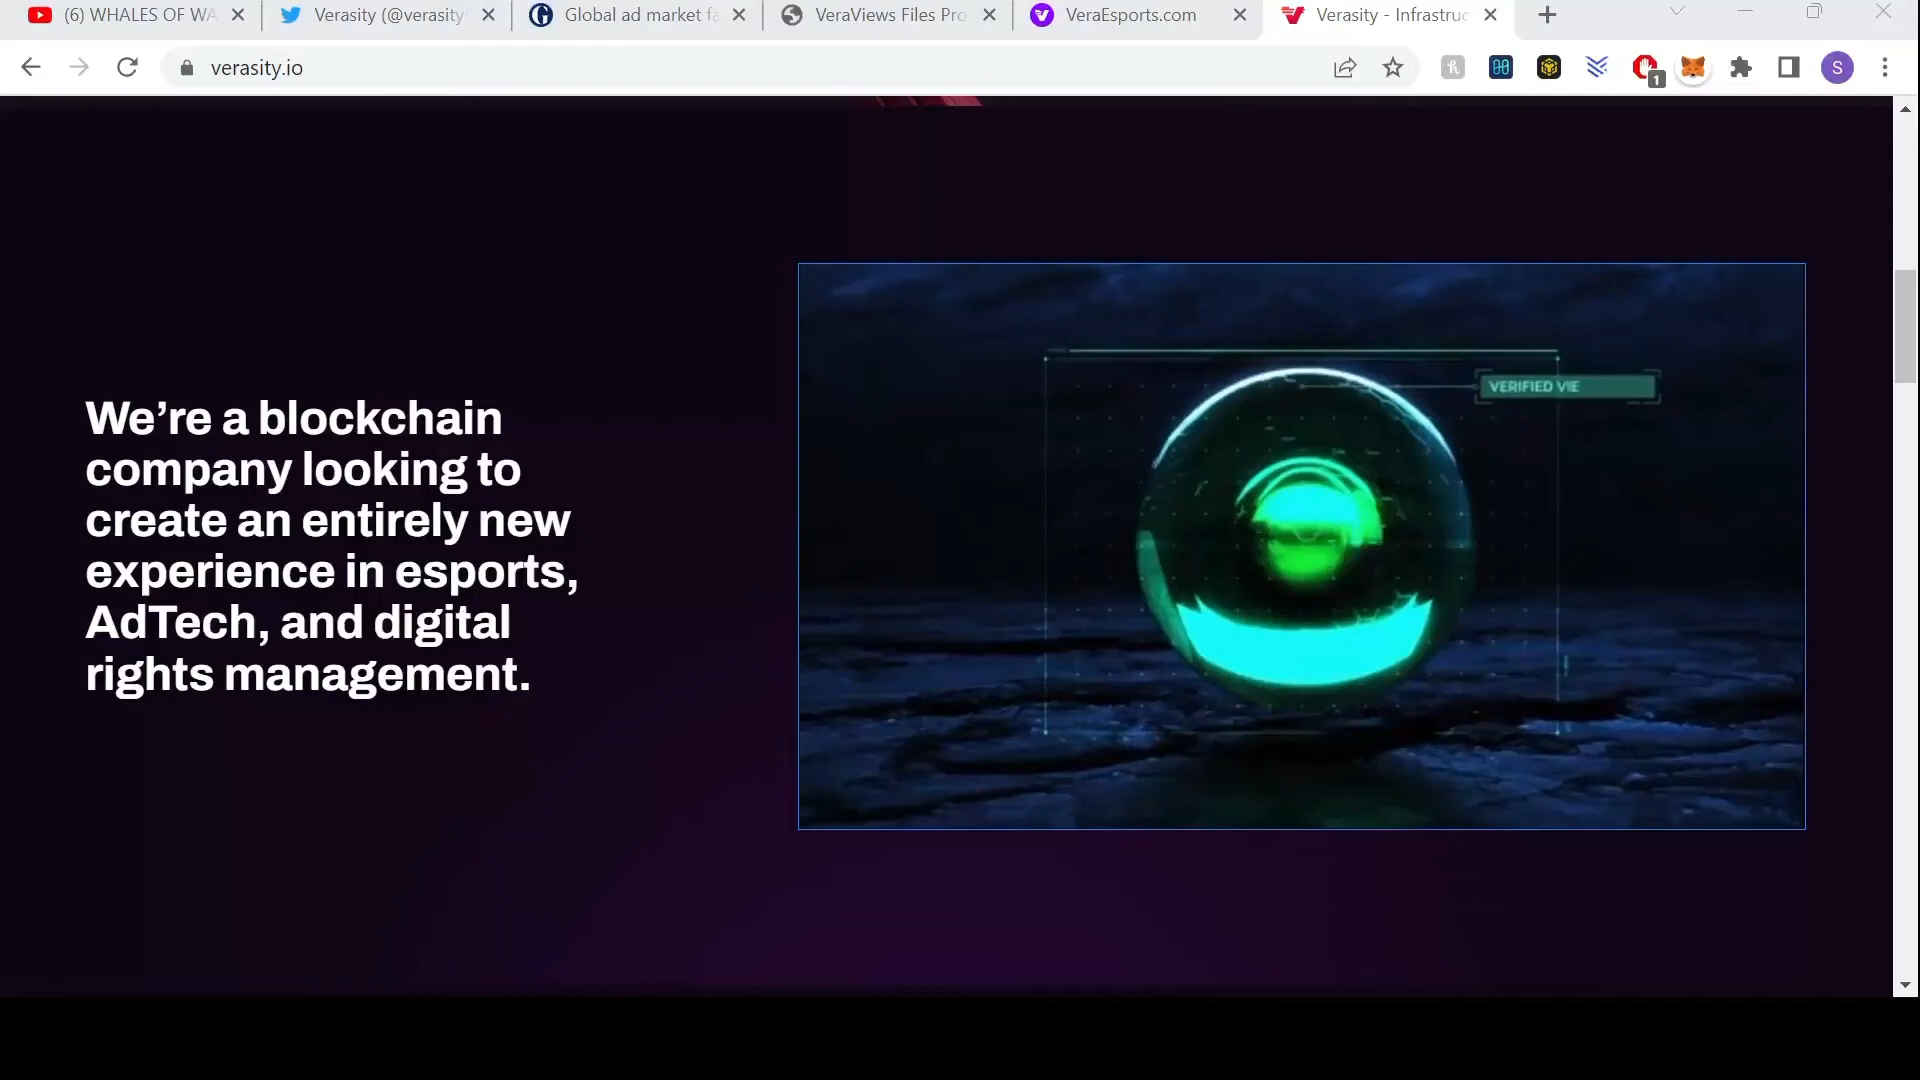 (6) WHALES OF WA
Verasity (@verasity
Global ad market fa
VeraViews Files Pro
VeraEsports.com
Verasity - Infrastruc
verasity.io
1
S
VERIFIED VIE
We’re a blockchain
company looking to
create an entirely new
experience in esports,
AdTech, and digital
rights management.